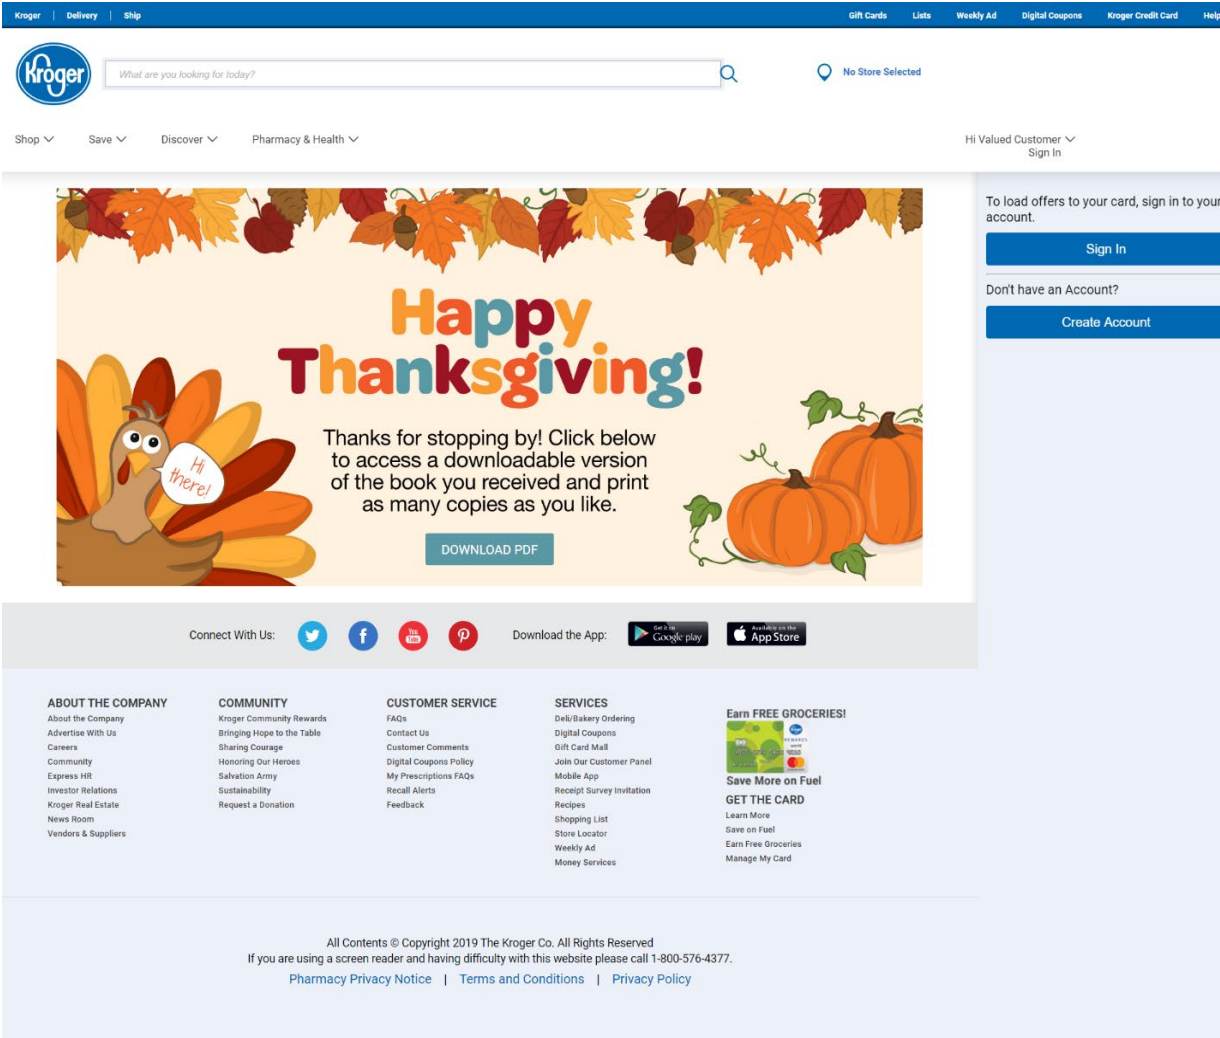 Kroger | Delivery | Ship
Gift Cards Lists Weekly Ad Digital Coupons Kroger Credit Card Help
Kroger
What are you looking for today?
No Store Selected
Shop Save Discover Pharmacy & Health
Hi Valued Customer
Sign In
To load offers to your card, sign in to your
account.
Sign In
Don't have an Account?
Create Account
Happy
Thanksgiving!
Thanks for stopping by! Click below
to access a downloadable version
of the book you received and print
as many copies as you like.
Hi
there!
DOWNLOAD PDF
Connect With Us:
You
Tube
Download the App:
Get it on
Google play
Available on the
App Store
ABOUT THE COMPANY
About the Company
Advertise With Us
Careers
Community
Express HR
Investor Relations
Kroger Real Estate
News Room
Vendors & Suppliers
COMMUNITY
Kroger Community Rewards
Bringing Hope to the Table
Sharing Courage
Honoring Our Heroes
Salvation Army
Sustainability
Request a Donation
CUSTOMER SERVICE
FAQs
Contact Us
Customer Comments
Digital Coupons Policy
My Prescriptions FAQs
Recall Alerts
Feedback
SERVICES
Deli/Bakery Ordering
Digital Coupons
Gift Card Mall
Join Our Customer Panel
Mobile App
Receipt Survey Invitation
Recipes
Shopping List
Store Locator
Weekly Ad
Money Services
Earn FREE GROCERIES!
REWARDS
Save More on Fuel
GET THE CARD
Learn More
Save on Fuel
Earn Free Groceries
Manage My Card
All Contents © Copyright 2019 The Kroger Co. All Rights Reserved
If you are using a screen reader and having difficulty with this website please call 1-800-576-4377.
Pharmacy Privacy Notice | Terms and Conditions | Privacy Policy